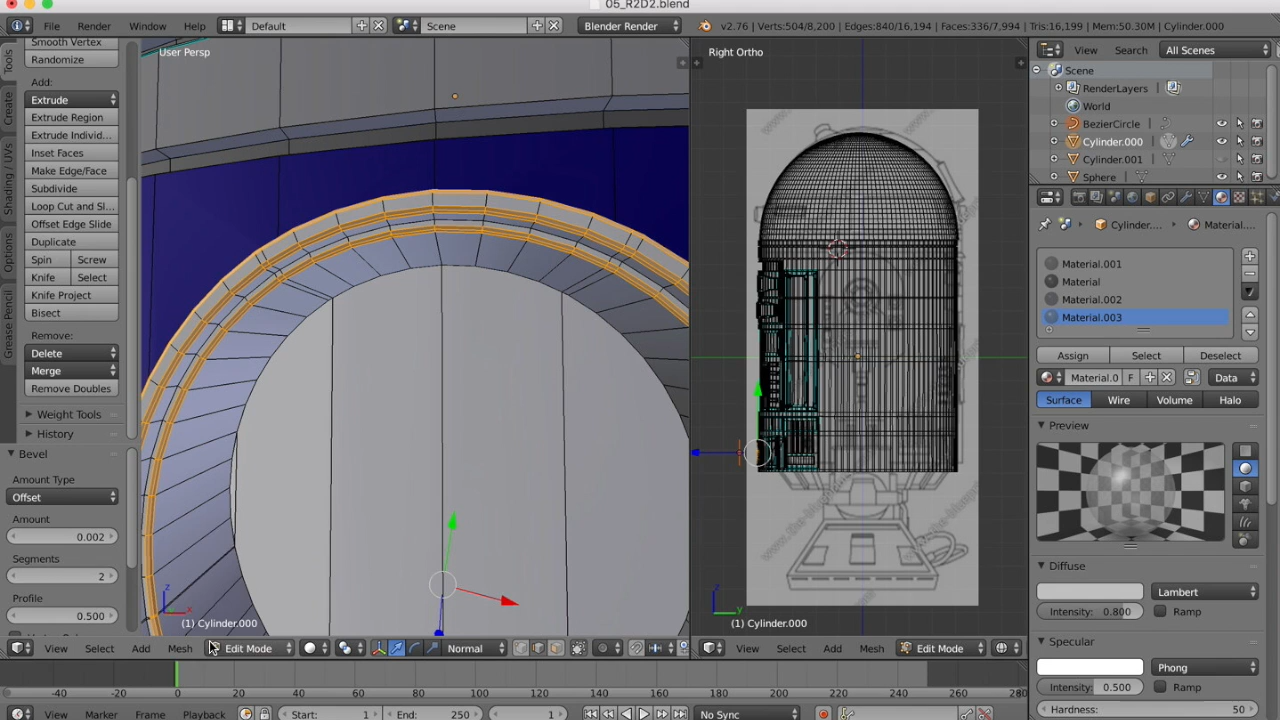 05_R2D2.blend
File Render Window Help Default Scene Blender Render v2.76 | Verts:504/8,200 | Edges:840/16,194 | Faces:336/7,994 | Tris:16,199 | Mem:50.30M | Cylinder.000
Smooth Vertex
Randomize
Add:
Extrude
Extrude Region
Extrude Individ...
Inset Faces
Make Edge/Face
Subdivide
Loop Cut and Sl...
Offset Edge Slide
Duplicate
Spin Screw
Knife Select
Knife Project
Bisect
Remove:
Delete
Merge
Remove Doubles
Weight Tools
History
Bevel
Amount Type
Offset
Amount
0.002
Segments
2
Profile
0.500
Tools
Create
Shading / UVs
Options
Grease Pencil
User Persp
(1) Cylinder.000
Right Ortho
(1) Cylinder.000
View Select Add Mesh Edit Mode Normal
View Select Add Mesh Edit Mode
-40 -20 0 20 40 60 80 100 120 140 160 180 200 220 240 260 280
View Marker Frame Playback Start: 1 End: 250 1 No Sync
View Search All Scenes
Scene
RenderLayers
World
BezierCircle
Cylinder.000
Cylinder.001
Sphere
Cylinder.... Material....
Material.001
Material
Material.002
Material.003
Assign Select Deselect
Material.0 F Data
Surface Wire Volume Halo
Preview
Diffuse
Lambert
Intensity: 0.800 Ramp
Specular
Phong
Intensity: 0.500 Ramp
Hardness: 50